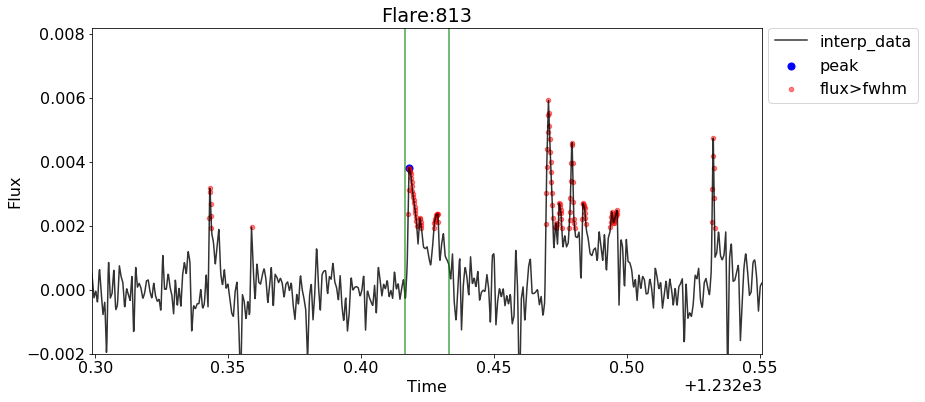 Flare:813
0.008
0.006
0.004
0.002
0.000
−0.002
Flux
0.30
0.35
0.40
0.45
0.50
0.55
Time
+1.232e3
interp_data
peak
flux>fwhm